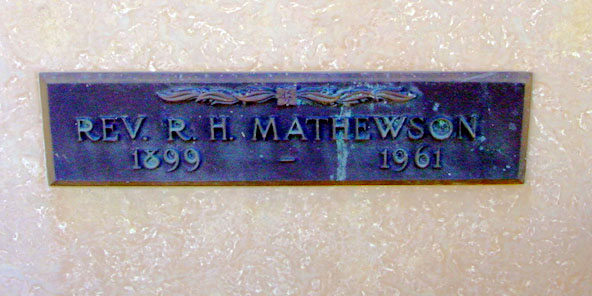 REV. R. H. MATHEWSON
1899 – 1961